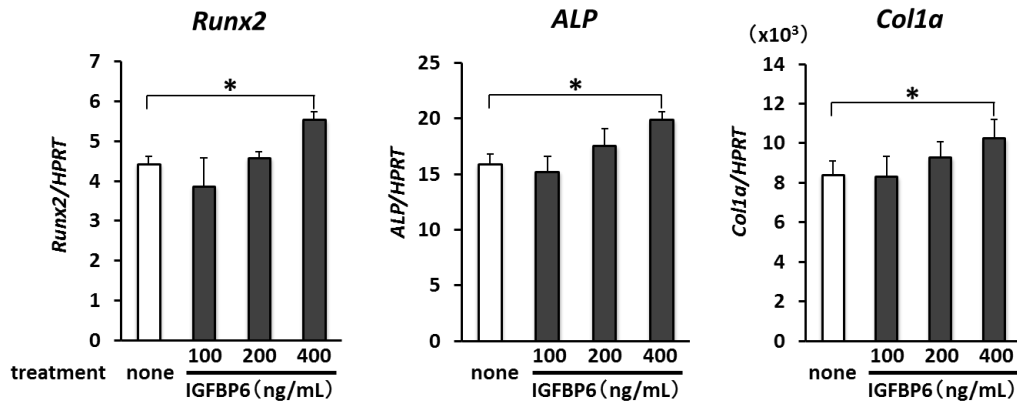 Runx2
ALP
Col1a
(x10³)
Runx2/HPRT
7
6
5
4
3
2
1
0
*
ALP/HPRT
25
20
15
10
5
0
*
Col1a/HPRT
14
12
10
8
6
4
2
0
*
treatment none 100 200 400
IGFBP6(ng/mL)
none 100 200 400
IGFBP6(ng/mL)
none 100 200 400
IGFBP6(ng/mL)